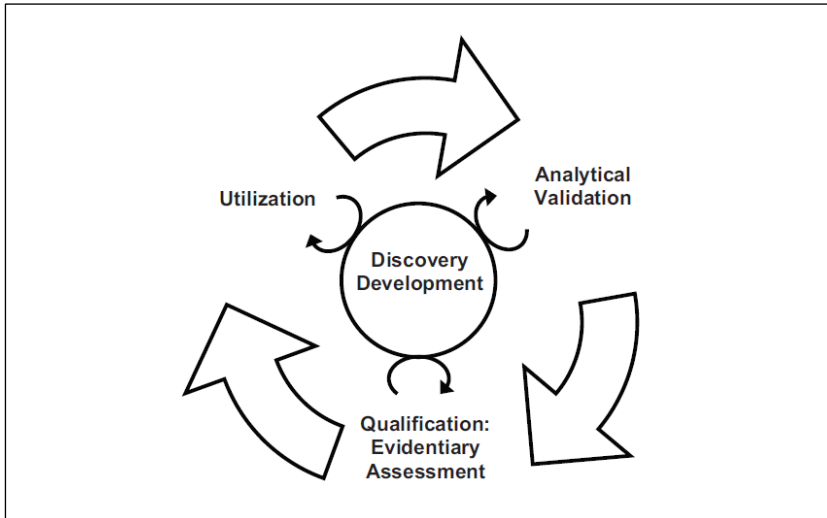 Utilization
Analytical
Validation
Discovery
Development
Qualification:
Evidentiary
Assessment